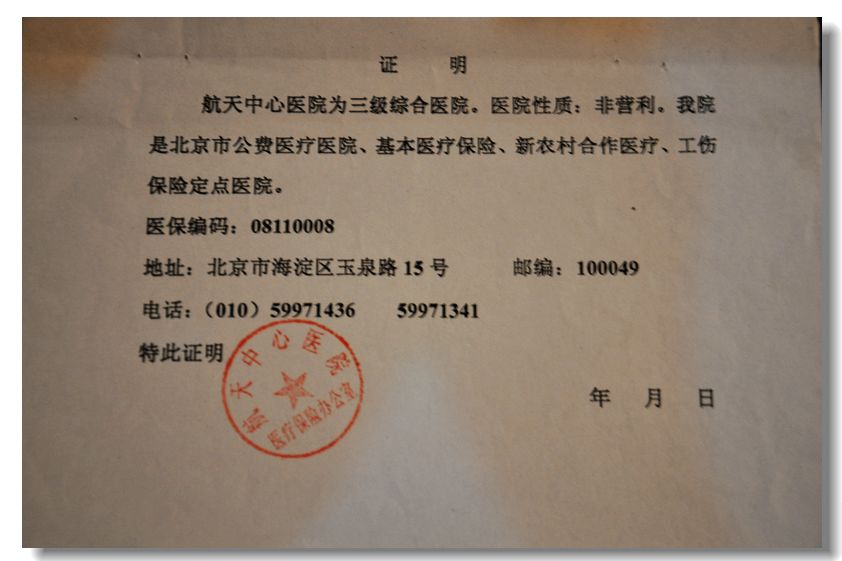 证 明
航天中心医院为三级综合医院。医院性质：非营利。我院
是北京市公费医疗医院、基本医疗保险、新农村合作医疗、工伤
保险定点医院。
医保编码：08110008
地址：北京市海淀区玉泉路 15 号 邮编：100049
电话：（010）59971436 59971341
特此证明
航天中心医院
医疗保险办公室
年 月 日